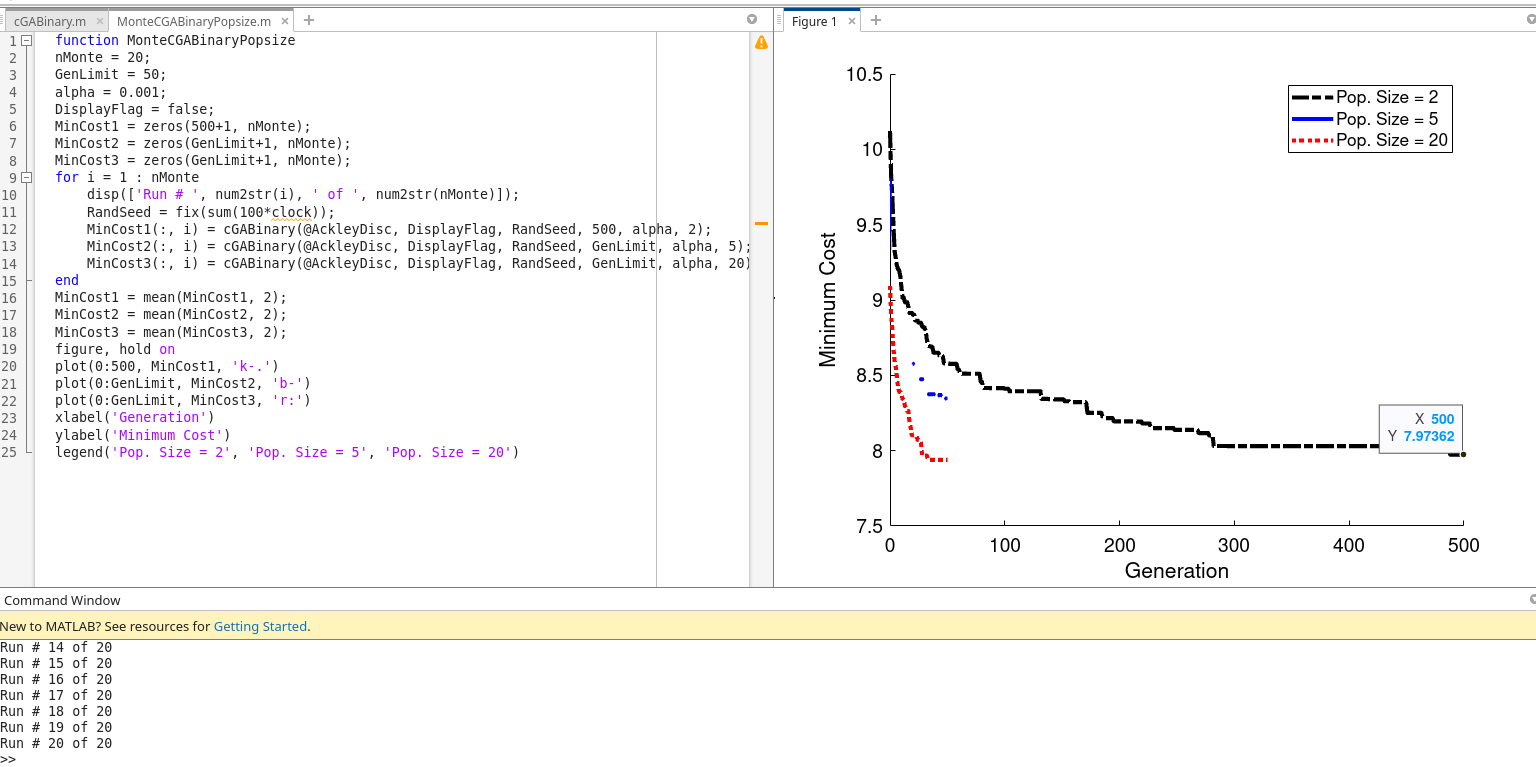 cGABinary.m × MonteCGABinaryPopsize.m × +
1 function MonteCGABinaryPopsize
2 nMonte = 20;
3 GenLimit = 50;
4 alpha = 0.001;
5 DisplayFlag = false;
6 MinCost1 = zeros(500+1, nMonte);
7 MinCost2 = zeros(GenLimit+1, nMonte);
8 MinCost3 = zeros(GenLimit+1, nMonte);
9 for i = 1 : nMonte
10 disp(['Run # ', num2str(i), ' of ', num2str(nMonte)]);
11 RandSeed = fix(sum(100*clock));
12 MinCost1(:, i) = cGABinary(@AckleyDisc, DisplayFlag, RandSeed, 500, alpha, 2);
13 MinCost2(:, i) = cGABinary(@AckleyDisc, DisplayFlag, RandSeed, GenLimit, alpha, 5);
14 MinCost3(:, i) = cGABinary(@AckleyDisc, DisplayFlag, RandSeed, GenLimit, alpha, 20)
15 end
16 MinCost1 = mean(MinCost1, 2);
17 MinCost2 = mean(MinCost2, 2);
18 MinCost3 = mean(MinCost3, 2);
19 figure, hold on
20 plot(0:500, MinCost1, 'k-.')
21 plot(0:GenLimit, MinCost2, 'b-')
22 plot(0:GenLimit, MinCost3, 'r:')
23 xlabel('Generation')
24 ylabel('Minimum Cost')
25 legend('Pop. Size = 2', 'Pop. Size = 5', 'Pop. Size = 20')
Figure 1 × +
10.5
10
9.5
9
8.5
8
7.5
Minimum Cost
Pop. Size = 2
Pop. Size = 5
Pop. Size = 20
X 500
Y 7.97362
0 100 200 300 400 500
Generation
Command Window
New to MATLAB? See resources for Getting Started.
Run # 14 of 20
Run # 15 of 20
Run # 16 of 20
Run # 17 of 20
Run # 18 of 20
Run # 19 of 20
Run # 20 of 20
>>